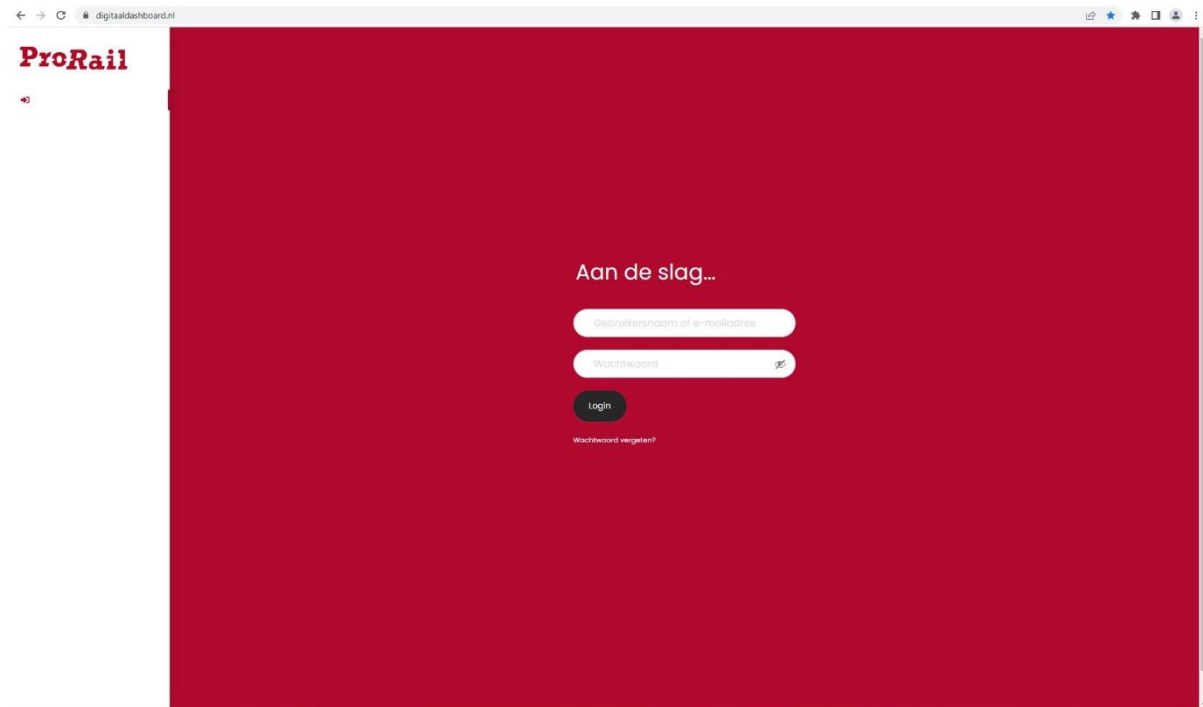 digitaaldashboard.nl
ProRail
Aan de slag...
Gebruikersnaam of e-mailadres
Wachtwoord
Login
Wachtwoord vergeten?